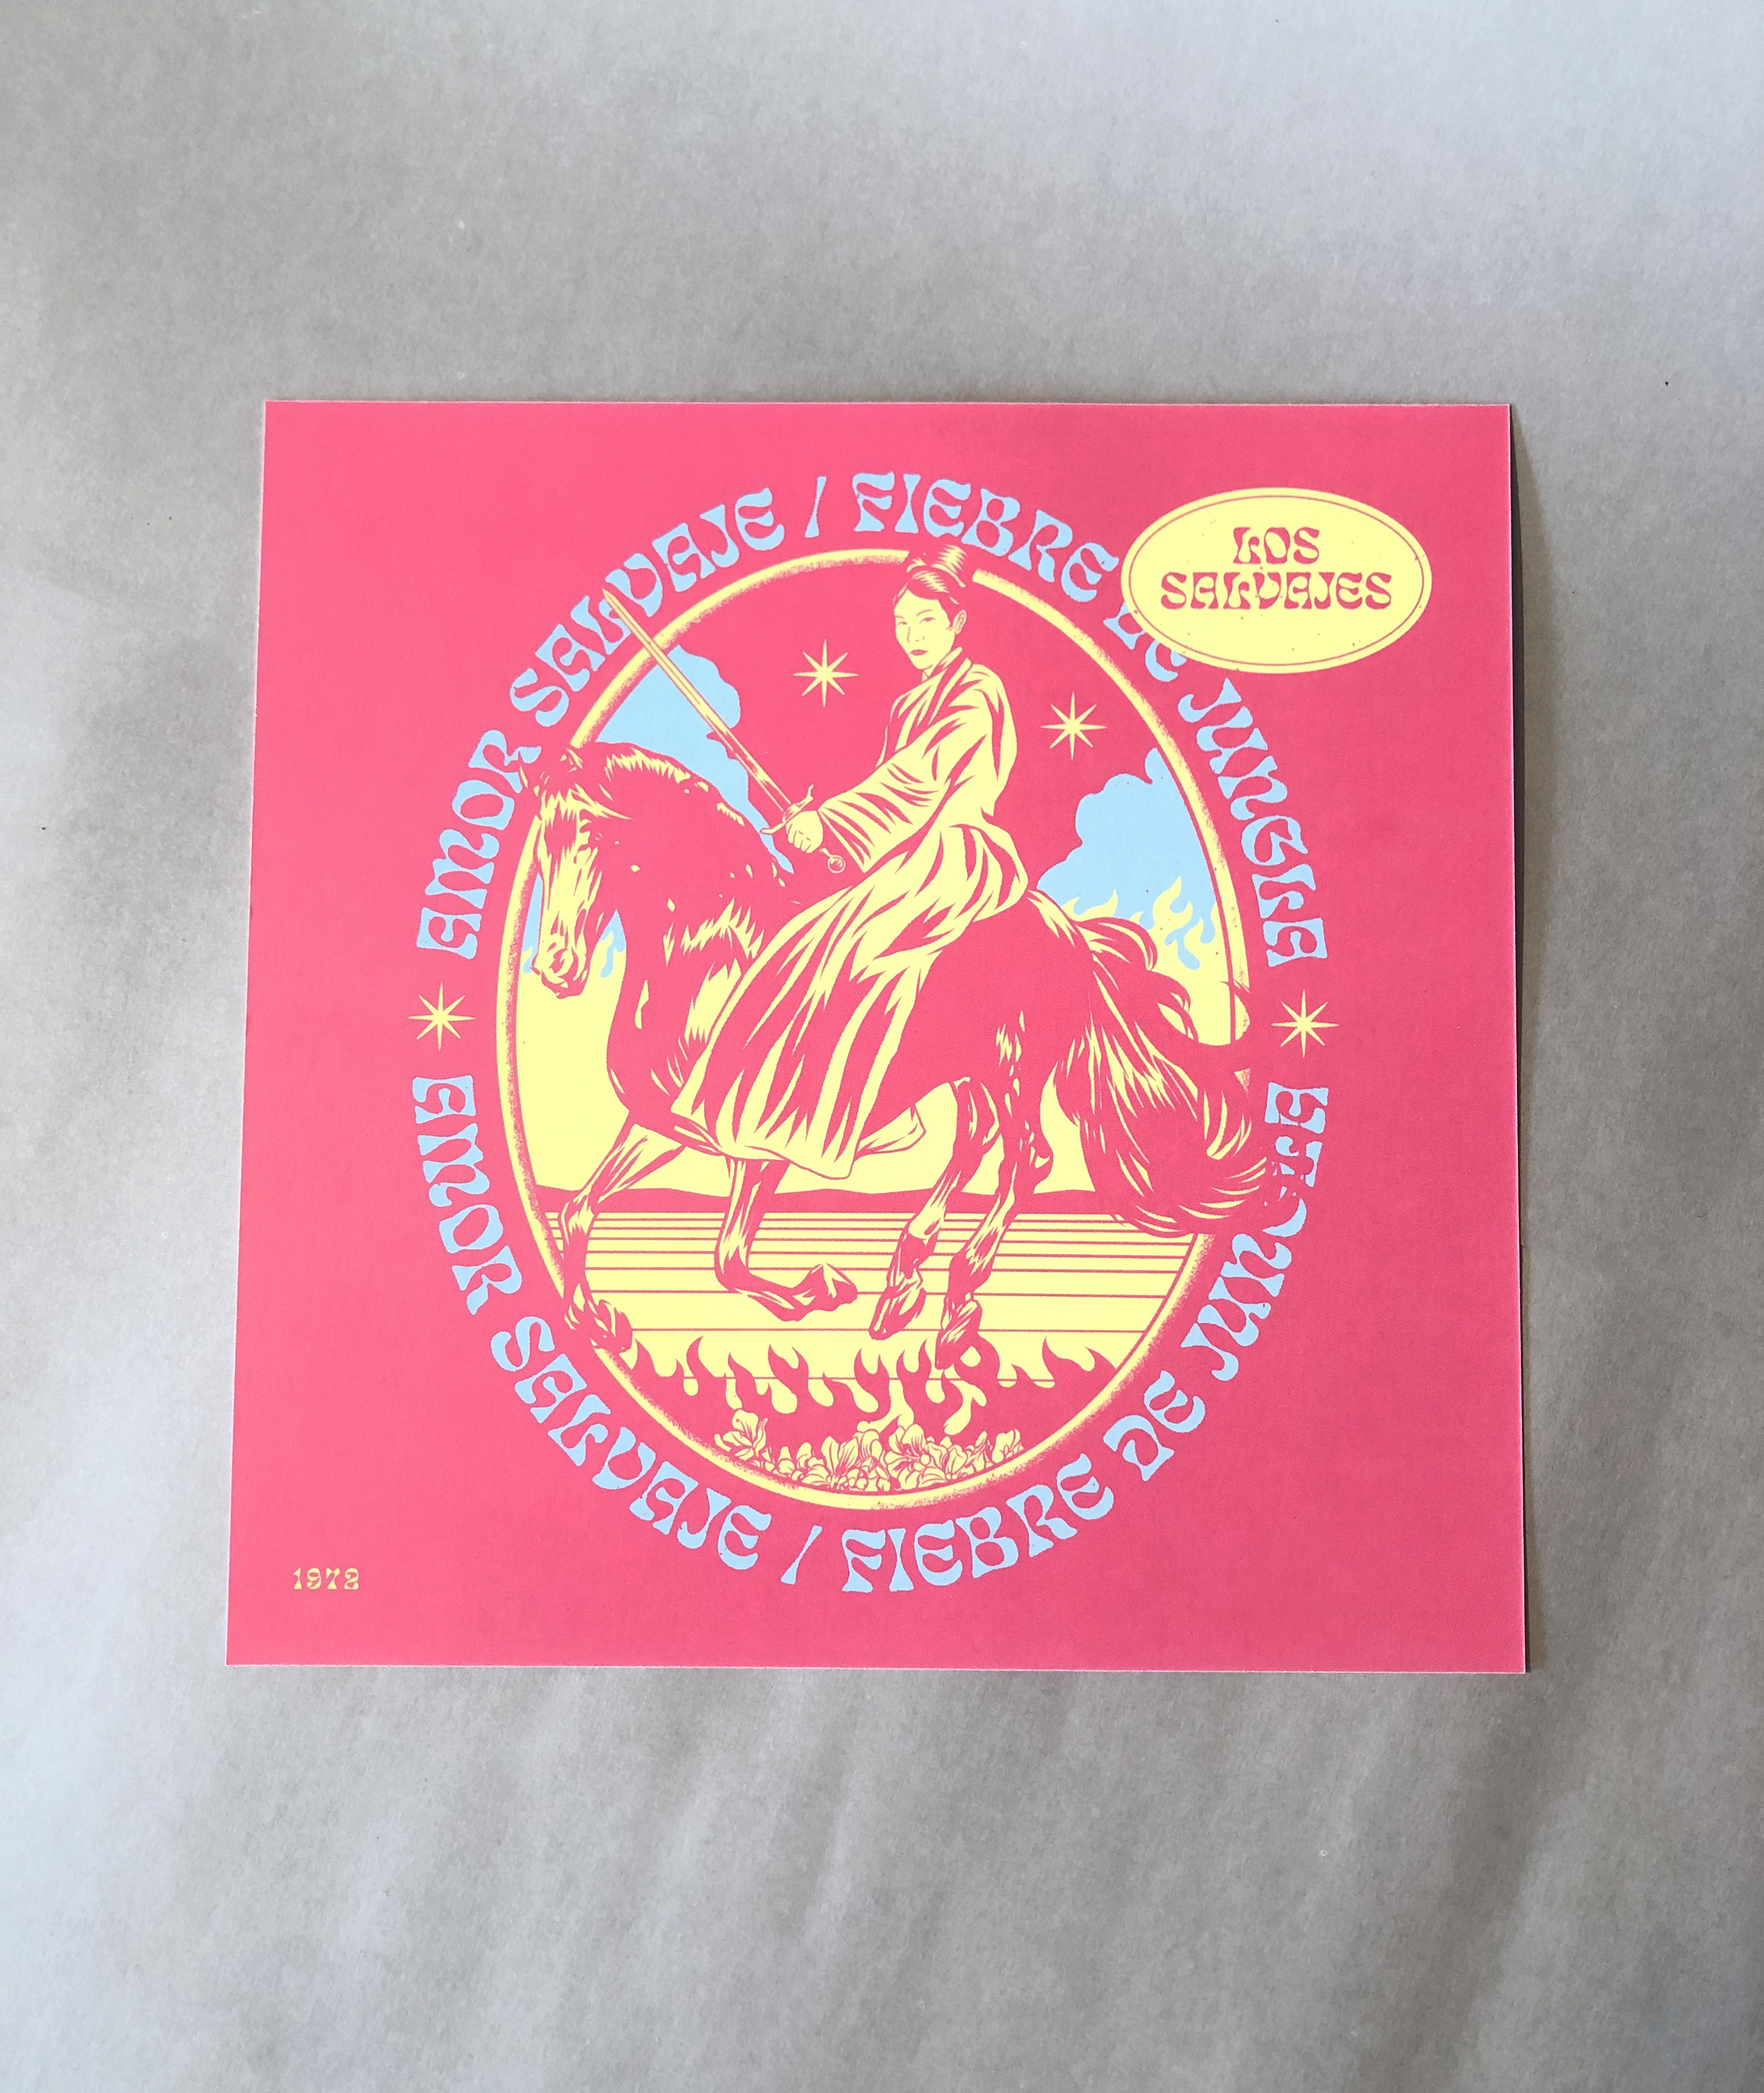 AMOR SALVAJE / FIEBRE DE JUNGLA
LOS
SALVAJES
AMOR SALVAJE / FIEBRE DE JUNGLA
1972